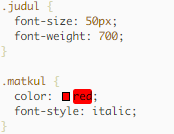 .judul {
font-size: 50px;
font-weight: 700;
}
.matkul {
color: red;
font-style: italic;
}